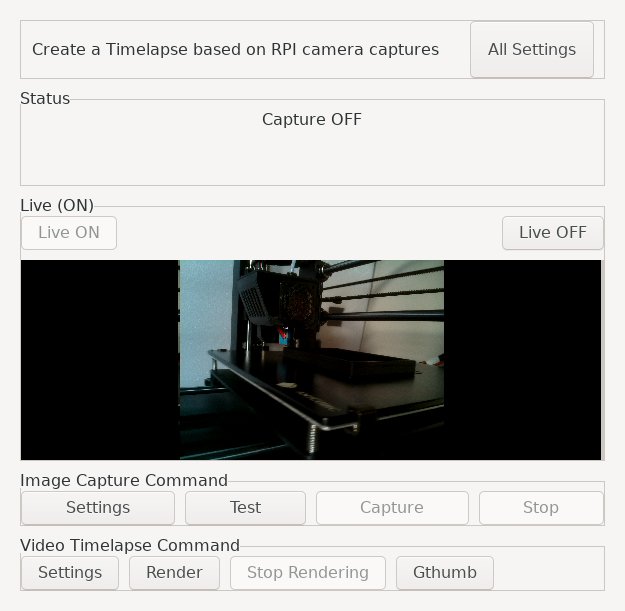 Create a Timelapse based on RPI camera captures All Settings
Status
Capture OFF
Live (ON)
Live ON Live OFF
Image Capture Command
Settings Test Capture Stop
Video Timelapse Command
Settings Render Stop Rendering Gthumb